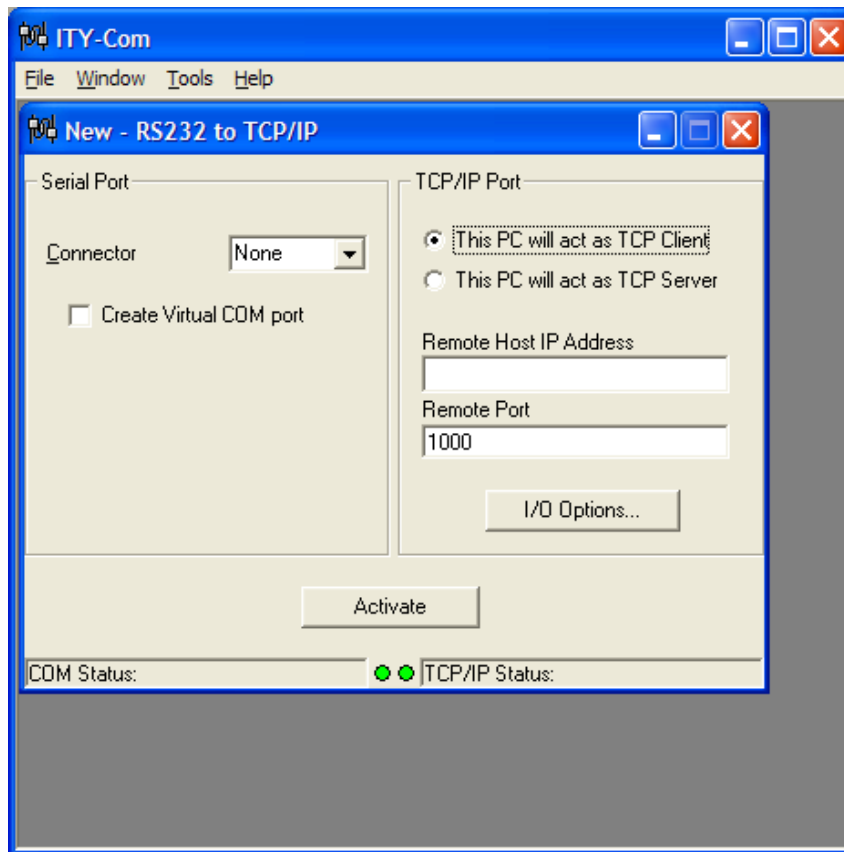 ITY-Com
File Window Tools Help
New - RS232 to TCP/IP
Serial Port
Connector None
Create Virtual COM port
TCP/IP Port
This PC will act as TCP Client
This PC will act as TCP Server
Remote Host IP Address
Remote Port
1000
I/O Options...
Activate
COM Status:
TCP/IP Status: